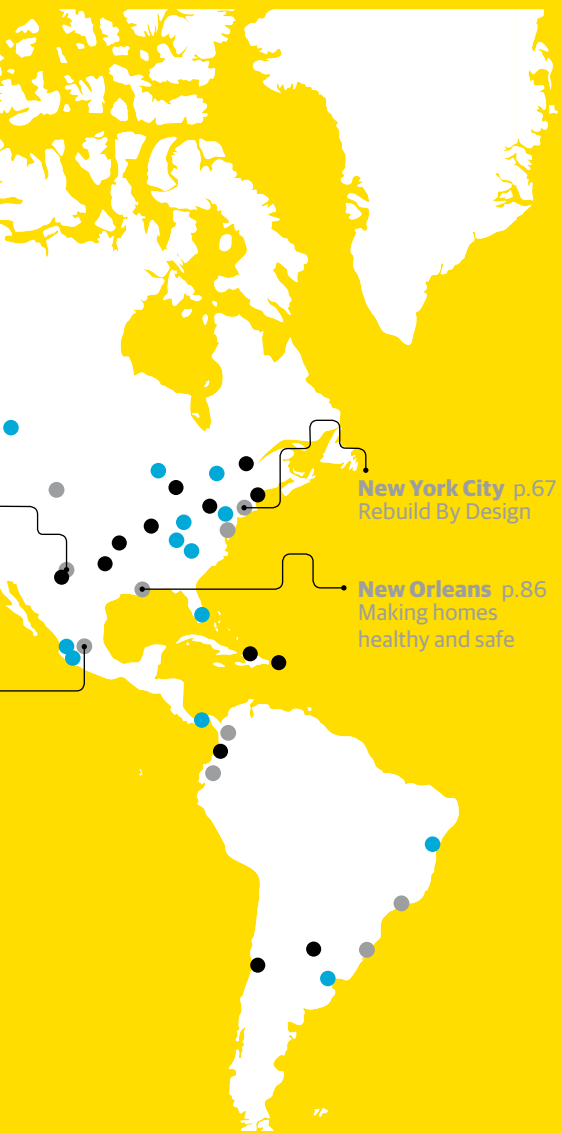 New York City p.67
Rebuild By Design
New Orleans p.86
Making homes
healthy and safe